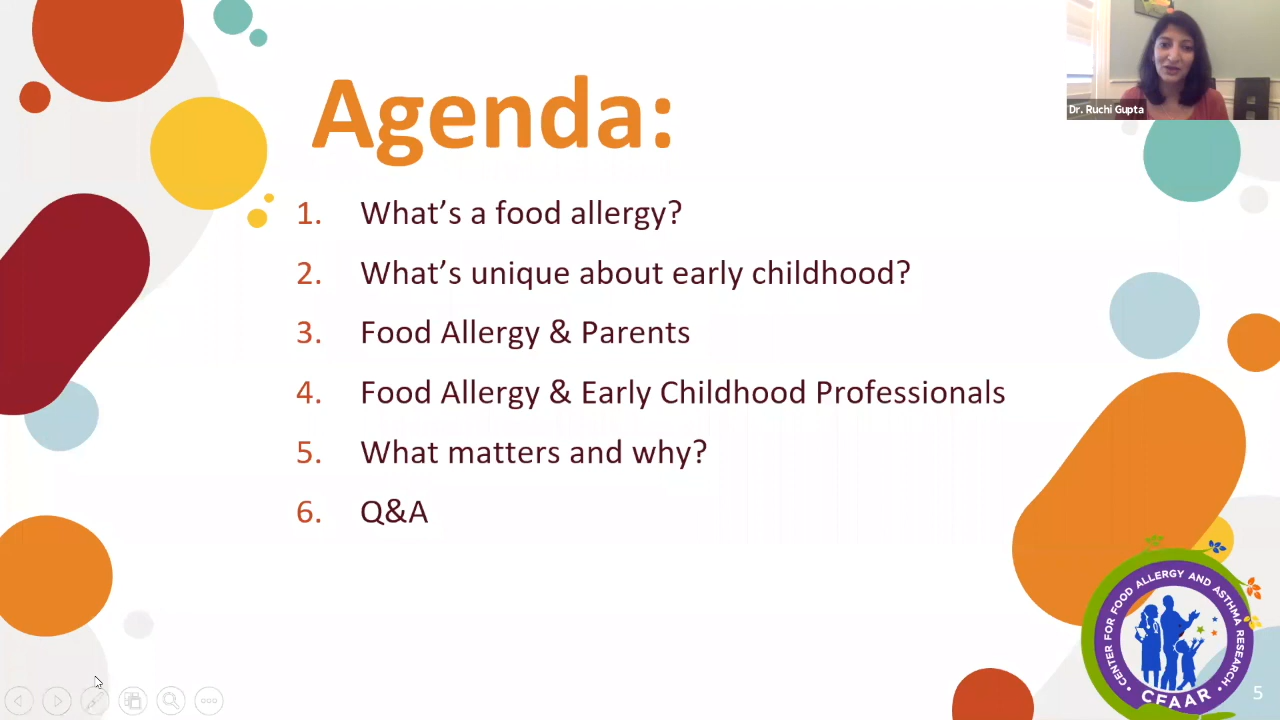 Agenda:
1. What's a food allergy?
2. What's unique about early childhood?
3. Food Allergy & Parents
4. Food Allergy & Early Childhood Professionals
5. What matters and why?
6. Q&A
Dr. Ruchi Gupta
CENTER FOR FOOD ALLERGY AND ASTHMA RESEARCH
CFAAR
5